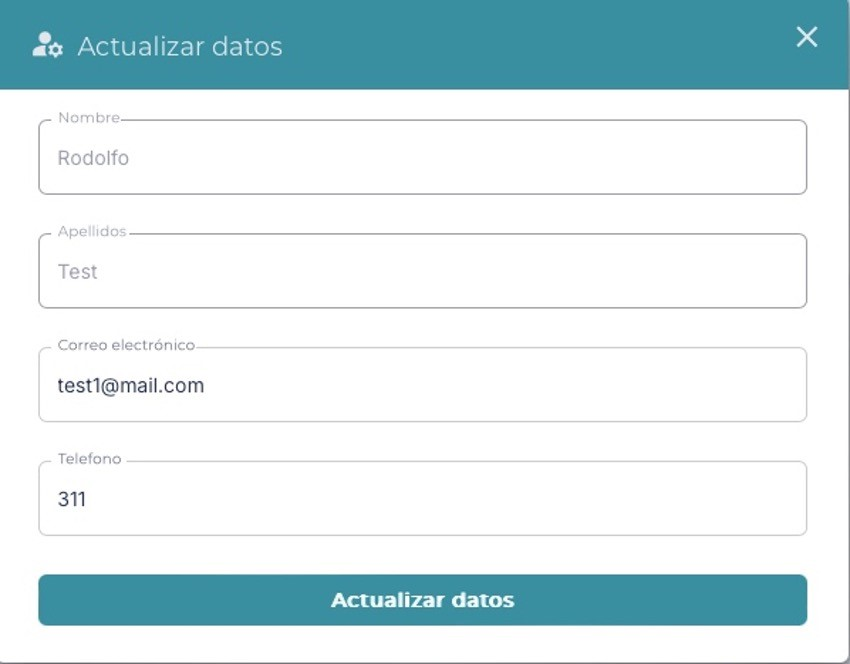 Actualizar datos
Nombre
Rodolfo
Apellidos
Test
Correo electrónico
test1@mail.com
Telefono
311
Actualizar datos